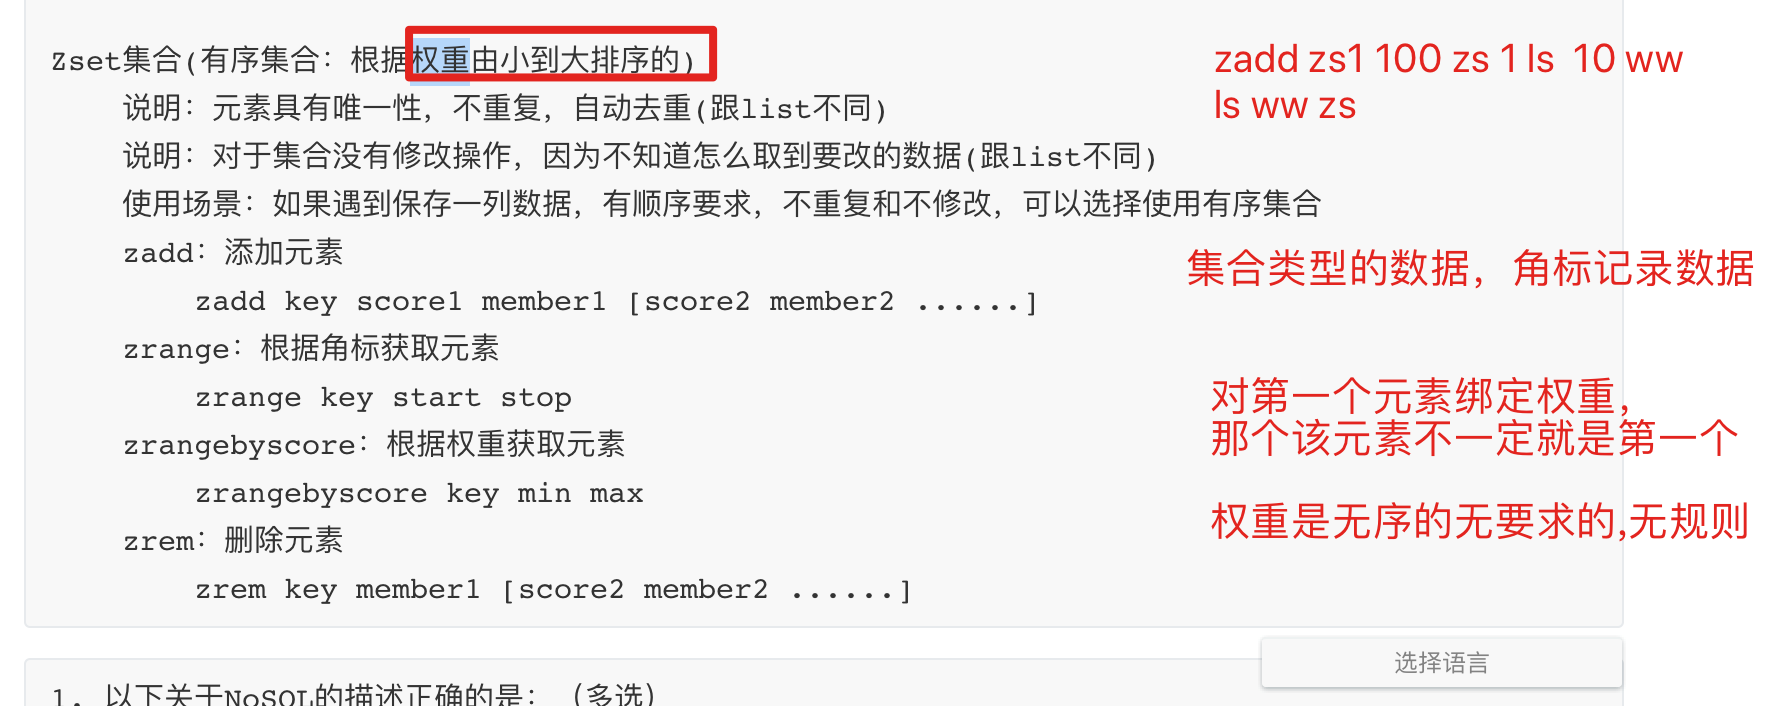 Zset集合(有序集合：根据权重由小到大排序的)
zadd zs1 100 zs 1 ls  10 ww
ls ww zs
说明：元素具有唯一性，不重复，自动去重(跟list不同)
说明：对于集合没有修改操作，因为不知道怎么取到要改的数据(跟list不同)
使用场景：如果遇到保存一列数据，有顺序要求，不重复和不修改，可以选择使用有序集合
zadd：添加元素
集合类型的数据，角标记录数据
zadd key score1 member1 [score2 member2 ......]
zrange：根据角标获取元素
zrange key start stop
对第一个元素绑定权重，
那个该元素不一定就是第一个
zrangebyscore：根据权重获取元素
zrangebyscore key min max
权重是无序的无要求的,无规则
zrem：删除元素
zrem key member1 [score2 member2 ......]
选择语言
1. 以下关于NoSQL的描述正确的是：（多选）